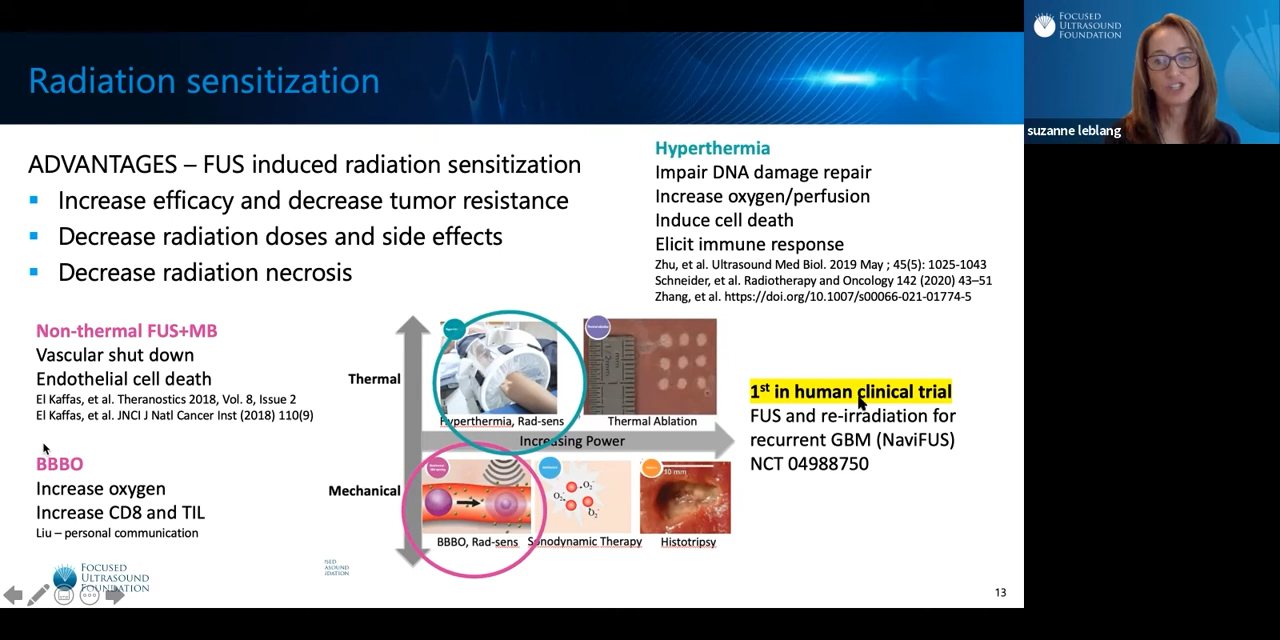 Radiation sensitization
ADVANTAGES – FUS induced radiation sensitization
Increase efficacy and decrease tumor resistance
Decrease radiation doses and side effects
Decrease radiation necrosis
Hyperthermia
Impair DNA damage repair
Increase oxygen/perfusion
Induce cell death
Elicit immune response
Zhu, et al. Ultrasound Med Biol. 2019 May ; 45(5): 1025-1043
Schneider, et al. Radiotherapy and Oncology 142 (2020) 43–51
Zhang, et al. https://doi.org/10.1007/s00066-021-01774-5
Non-thermal FUS+MB
Vascular shut down
Endothelial cell death
El Kaffas, et al. Theranostics 2018, Vol. 8, Issue 2
El Kaffas, et al. JNCI J Natl Cancer Inst (2018) 110(9)
BBBO
Increase oxygen
Increase CD8 and TIL
Liu – personal communication
Thermal
Hyperthermia, Rad-sens
Thermal Ablation
Increasing Power
Mechanical
30 mm
BBBO, Rad-sens
Sonodynamic Therapy
Histotripsy
1st in human clinical trial
FUS and re-irradiation for
recurrent GBM (NaviFUS)
NCT 04988750
FOCUSED
ULTRASOUND
FOUNDATION
13
FOCUSED
ULTRASOUND
FOUNDATION
suzanne leblang